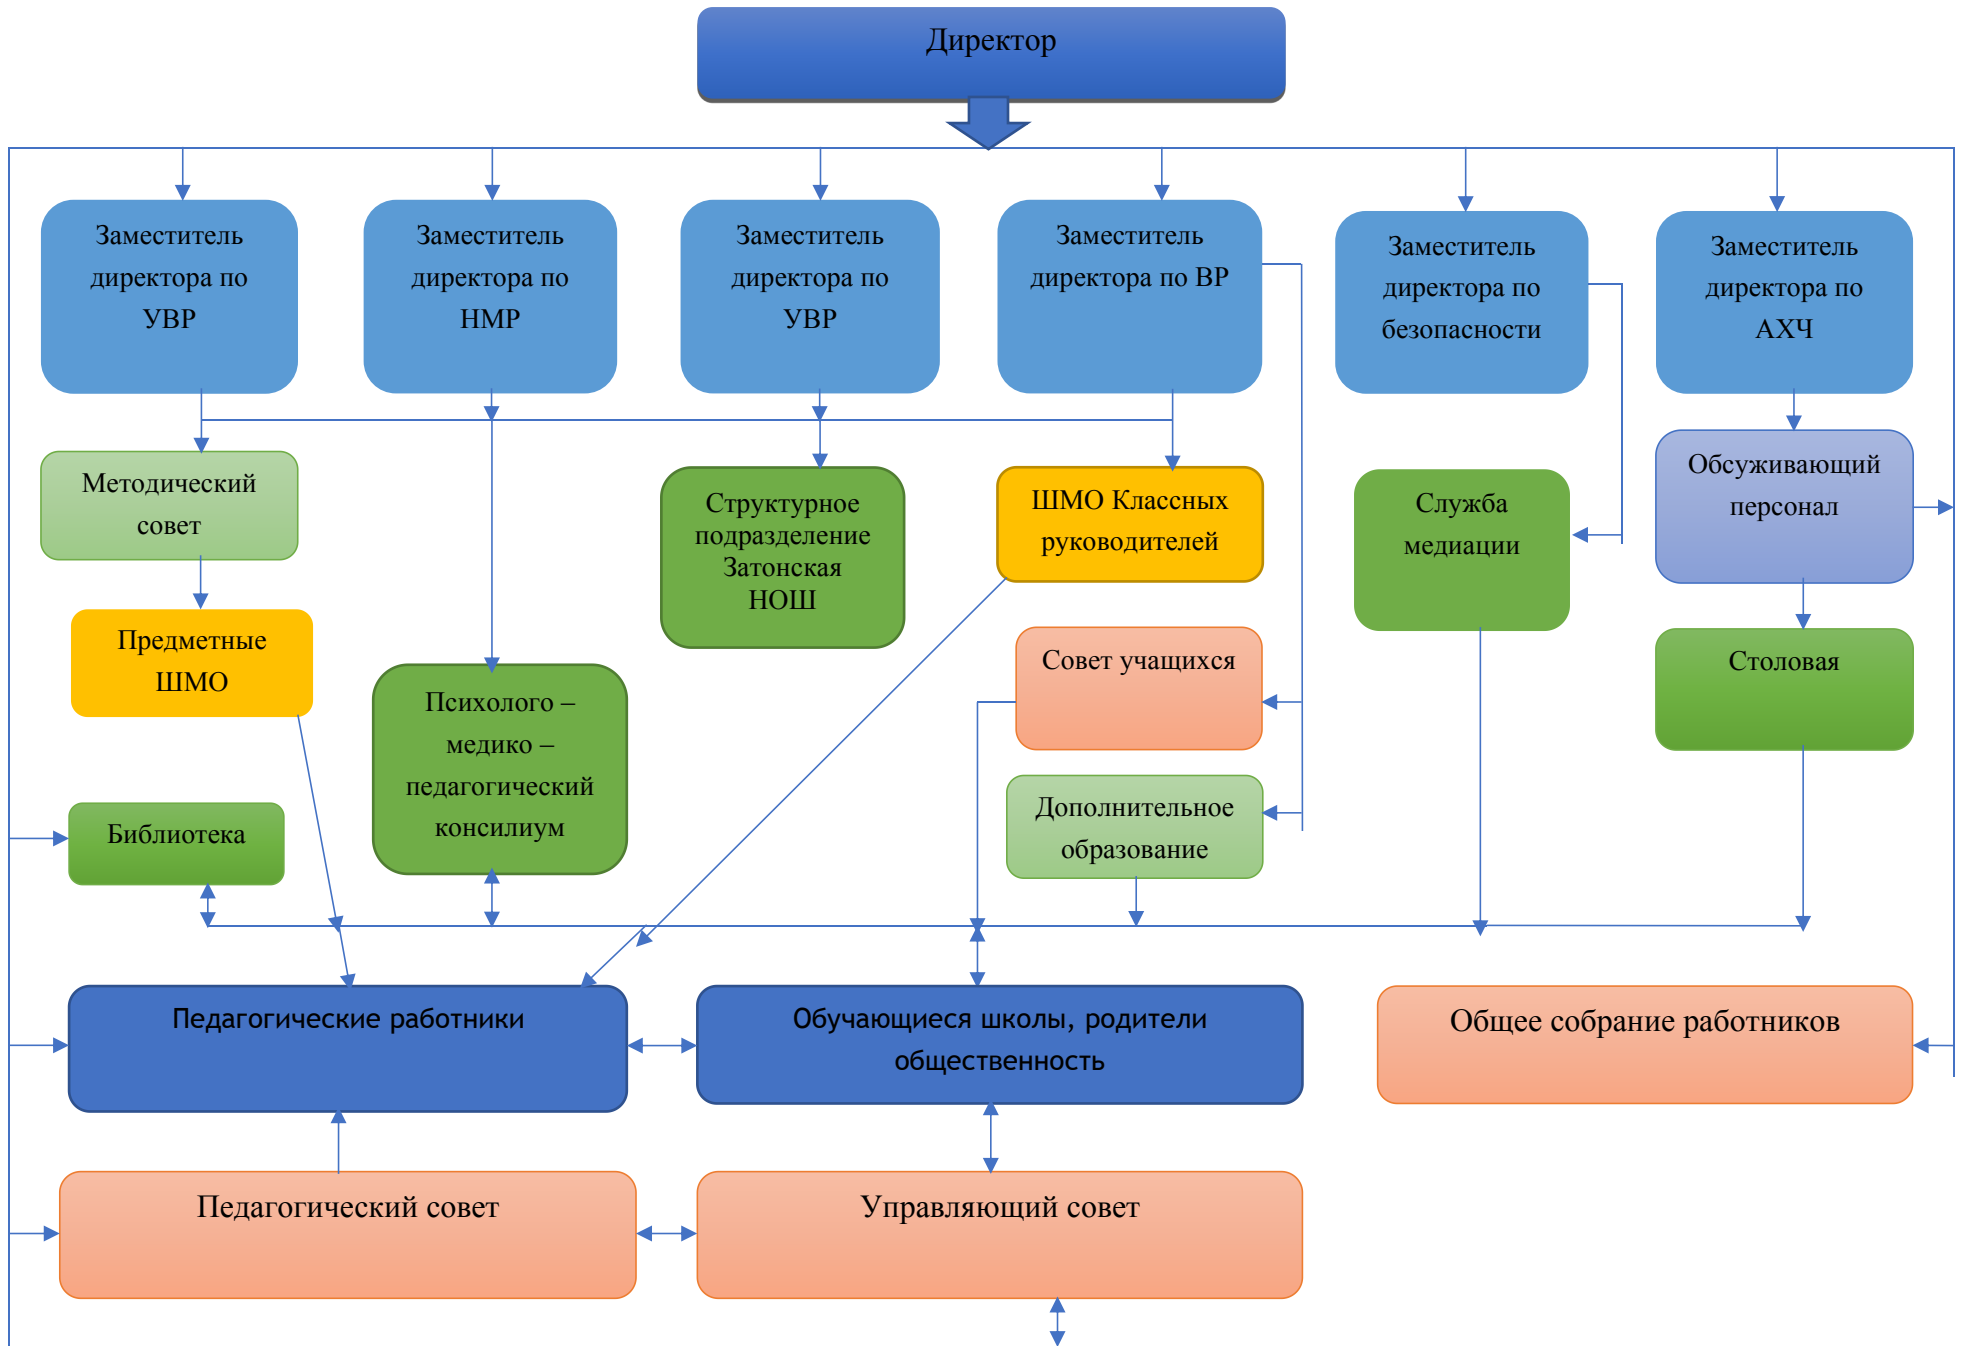 Директор
Заместитель
директора по
УВР
Заместитель
директора по
НМР
Заместитель
директора по
УВР
Заместитель
директора по ВР
Заместитель
директора по
безопасности
Заместитель
директора по
АХЧ
Методический
совет
Структурное
подразделение
Затонская
НОШ
ШМО Классных
руководителей
Служба
медиации
Обсуживающий
персонал
Предметные
ШМО
Психолого –
медико –
педагогический
консилиум
Совет учащихся
Столовая
Библиотека
Дополнительное
образование
Педагогические работники
Обучающиеся школы, родители
общественность
Общее собрание работников
Педагогический совет
Управляющий совет